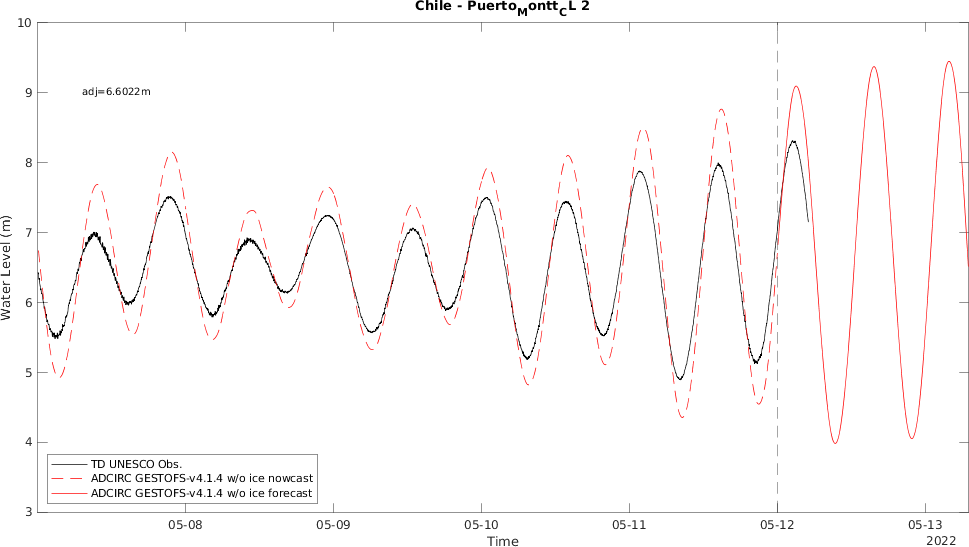 Chile - Puerto_Montt_CL 2
10
9
8
7
6
5
4
3
Water Level (m)
adj=6.6022m
TD UNESCO Obs.
ADCIRC GESTOFS-v4.1.4 w/o ice nowcast
ADCIRC GESTOFS-v4.1.4 w/o ice forecast
05-08 05-09 05-10 05-11 05-12 05-13
Time
2022